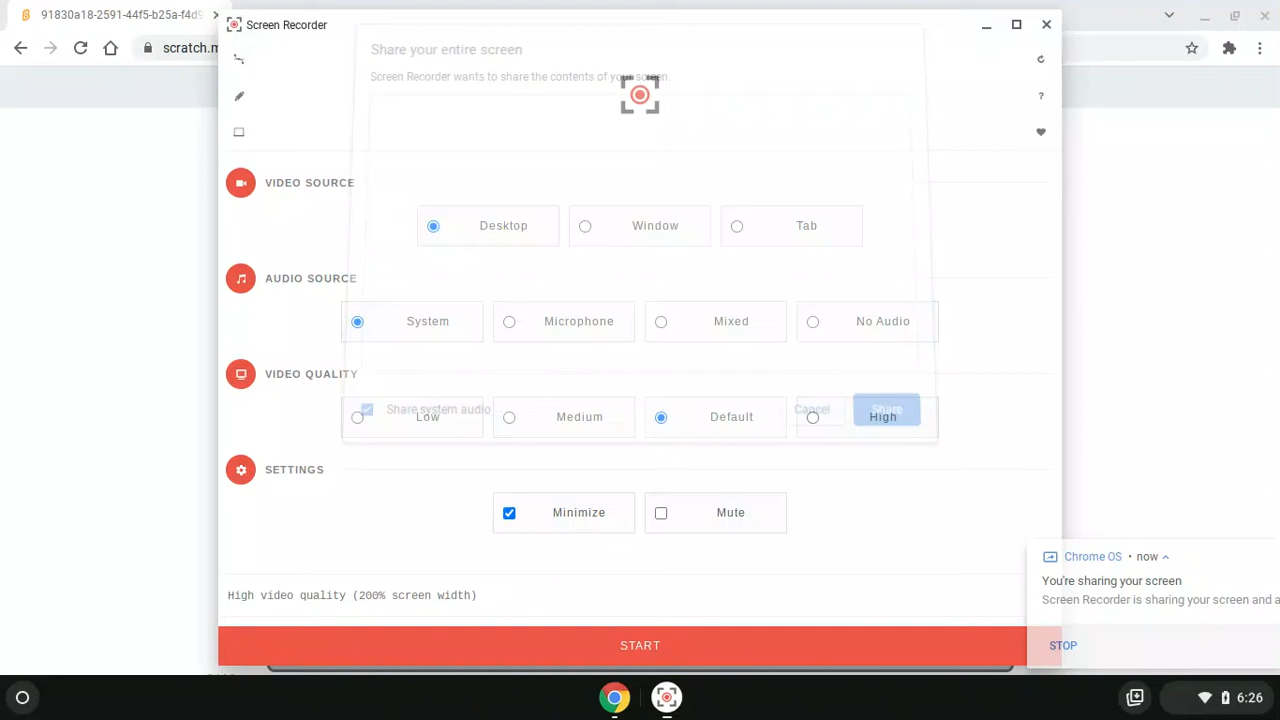 91830a18-2591-44f5-b25a-f4d9
Screen Recorder
scratch.m
Share your entire screen
Screen Recorder wants to share the contents of your screen.
?
VIDEO SOURCE
Desktop
Window
Tab
AUDIO SOURCE
System
Microphone
Mixed
No Audio
VIDEO QUALITY
Share system audio
Cancel
Share
Low
Medium
Default
High
SETTINGS
Minimize
Mute
Chrome OS • now
You're sharing your screen
Screen Recorder is sharing your screen and a
High video quality (200% screen width)
START
STOP
6:26